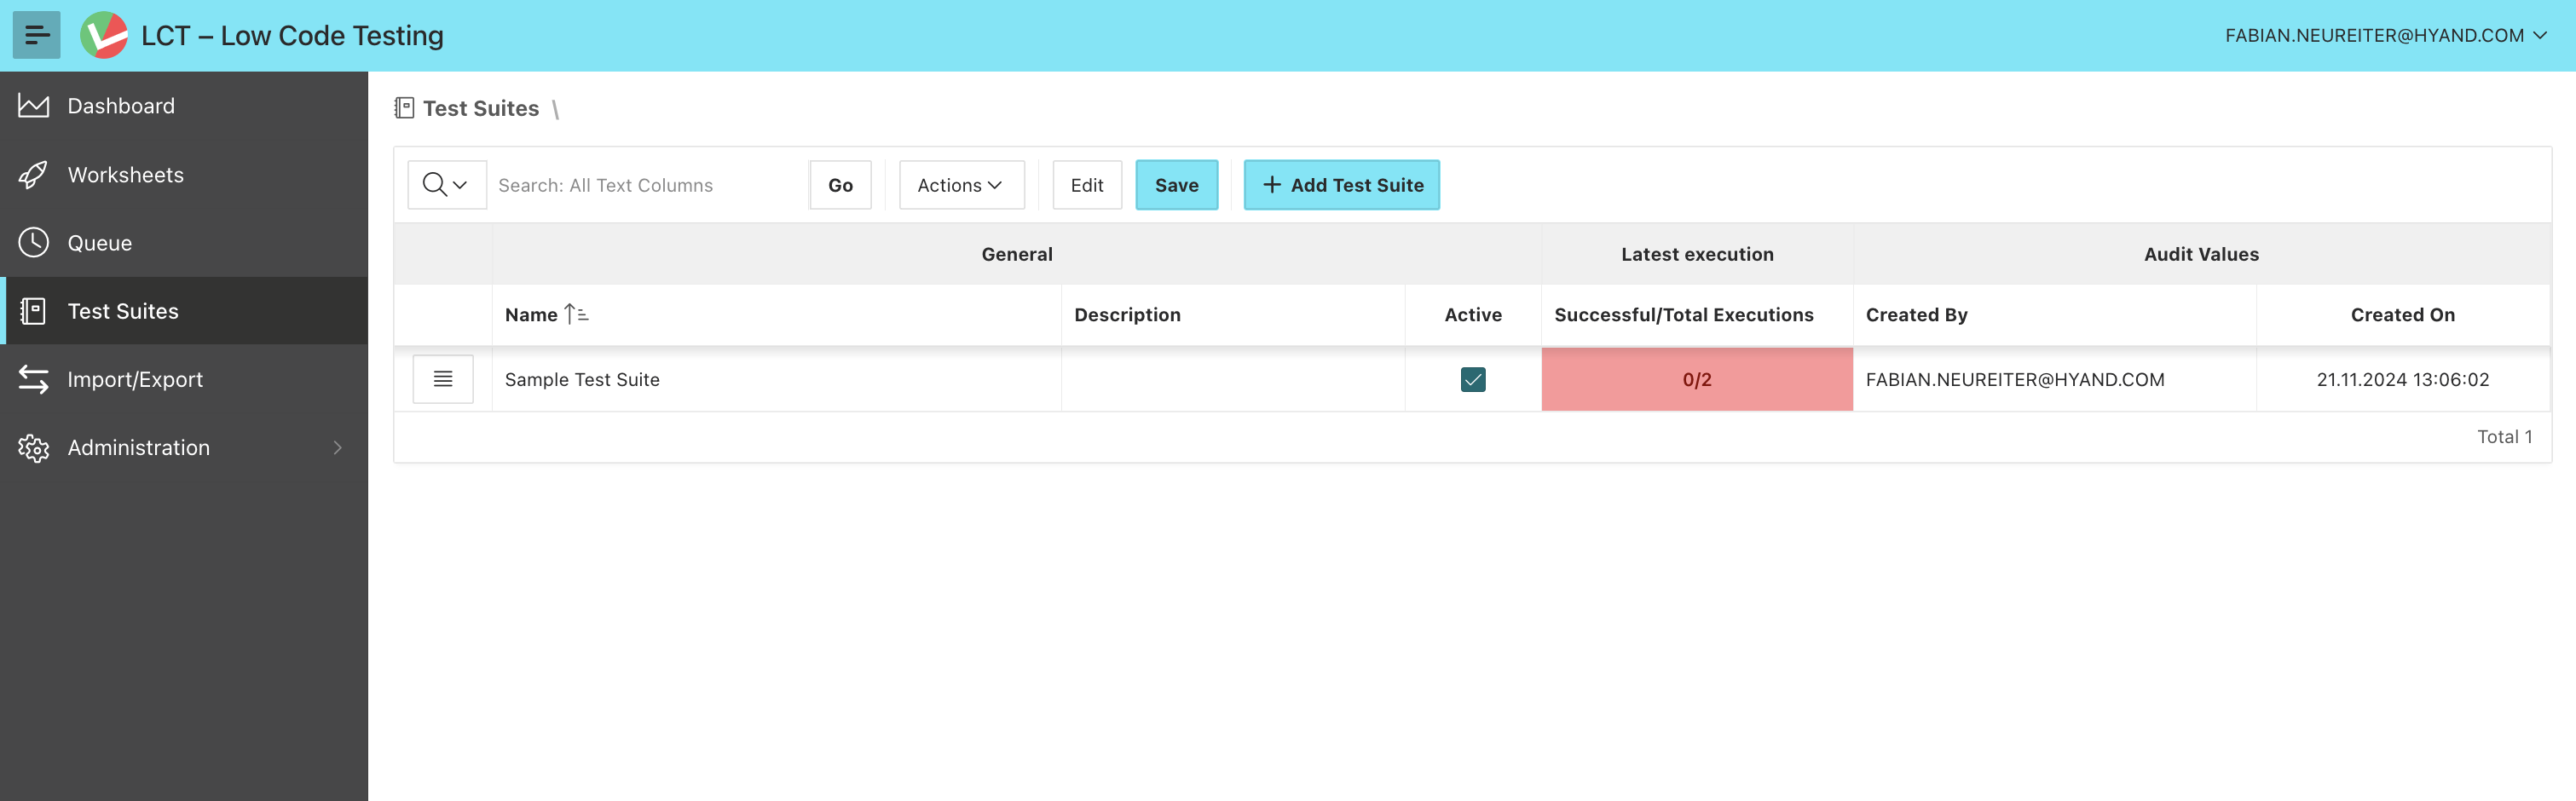 LCT – Low Code Testing
FABIAN.NEUREITER@HYAND.COM
Dashboard
Worksheets
Queue
Test Suites
Import/Export
Administration
Test Suites \
Search: All Text Columns
Go
Actions
Edit
Save
+ Add Test Suite
General
Latest execution
Audit Values
Name
Description
Active
Successful/Total Executions
Created By
Created On
Sample Test Suite
0/2
FABIAN.NEUREITER@HYAND.COM
21.11.2024 13:06:02
Total 1